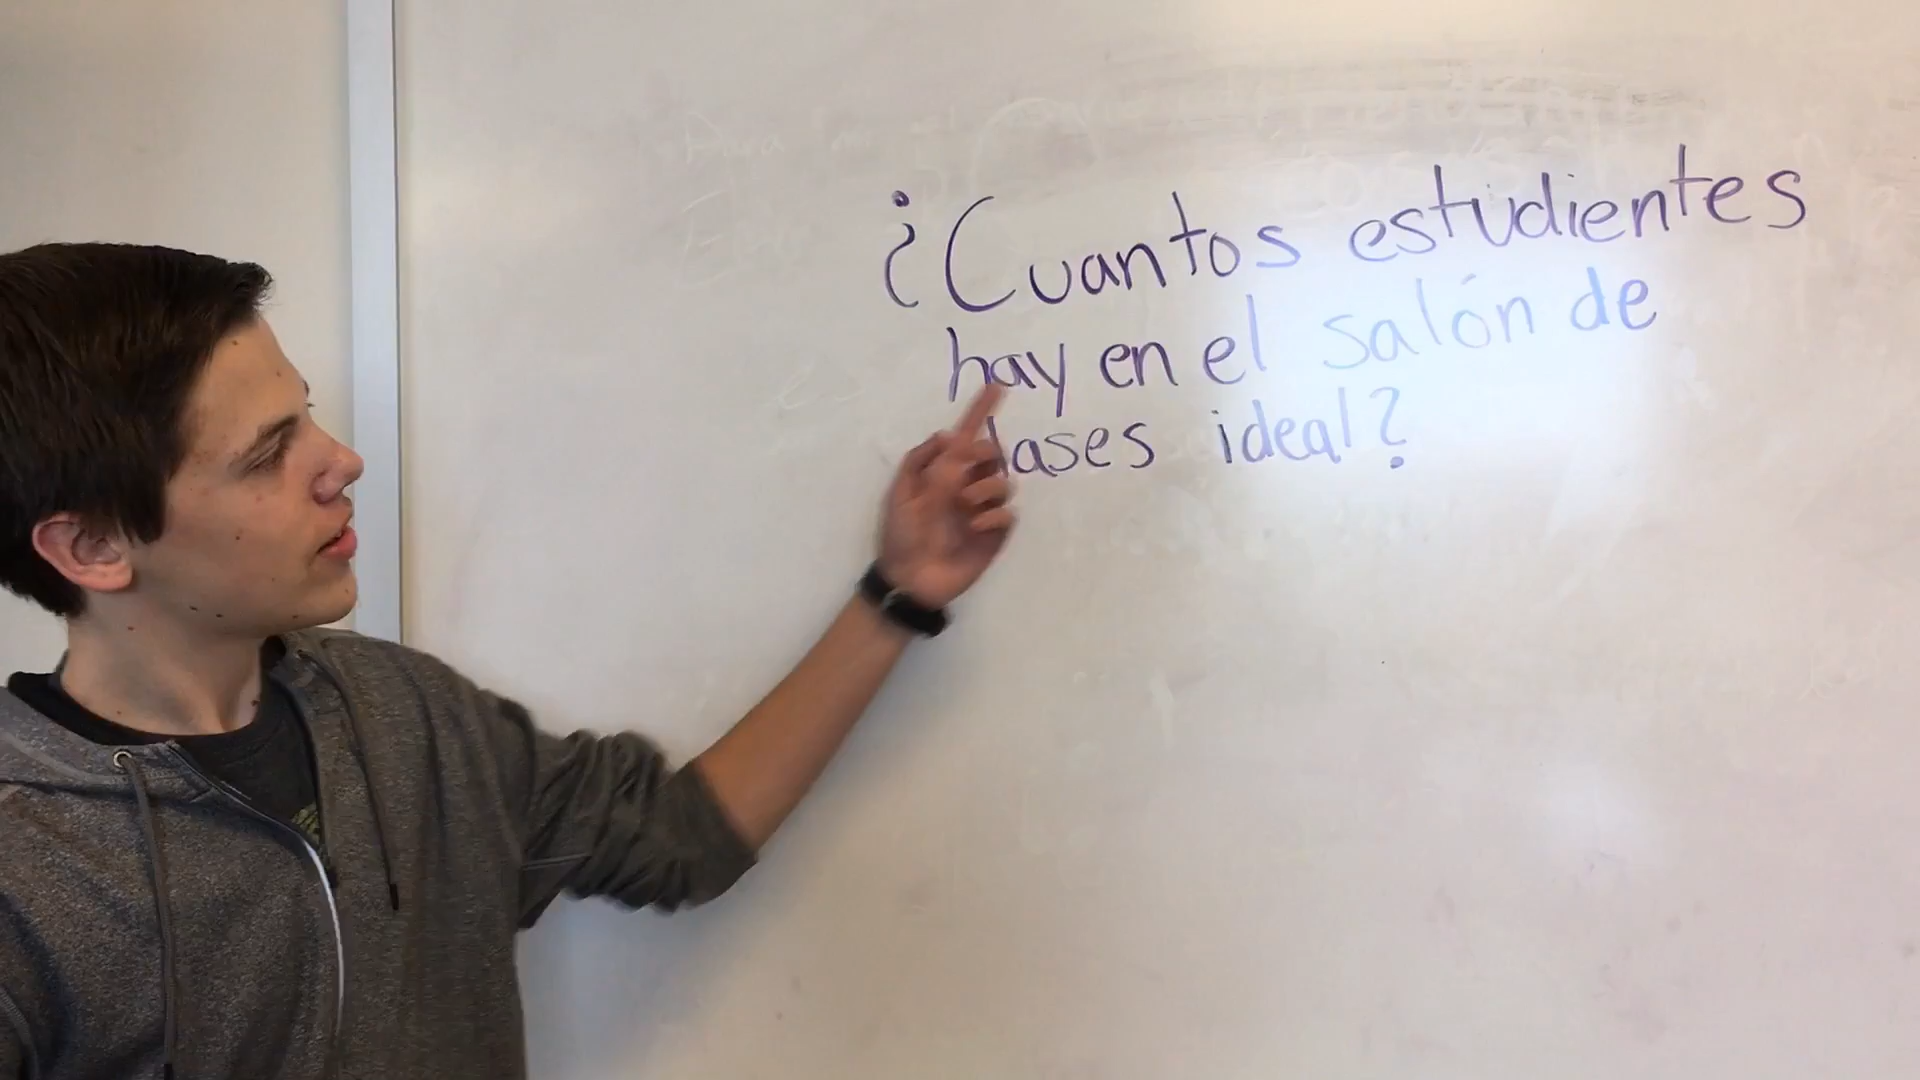 ¿Cuantos estudientes
hay en el salón de
clases ideal?